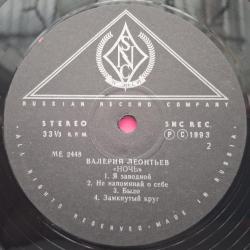 SNC
RUSSIAN RECORD COMPANY
STEREO
SNC REC.
33⅓ R.P.M
Ⓟ Ⓒ 1993
ME 2448
2
ВАЛЕРИЙ ЛЕОНТЬЕВ
«НОЧЬ»
1. Я заводной
2. Не напоминай о себе
3. Было
4. Замкнутый круг
ALL RIGHTS RESERVED · MADE IN RUSSIA